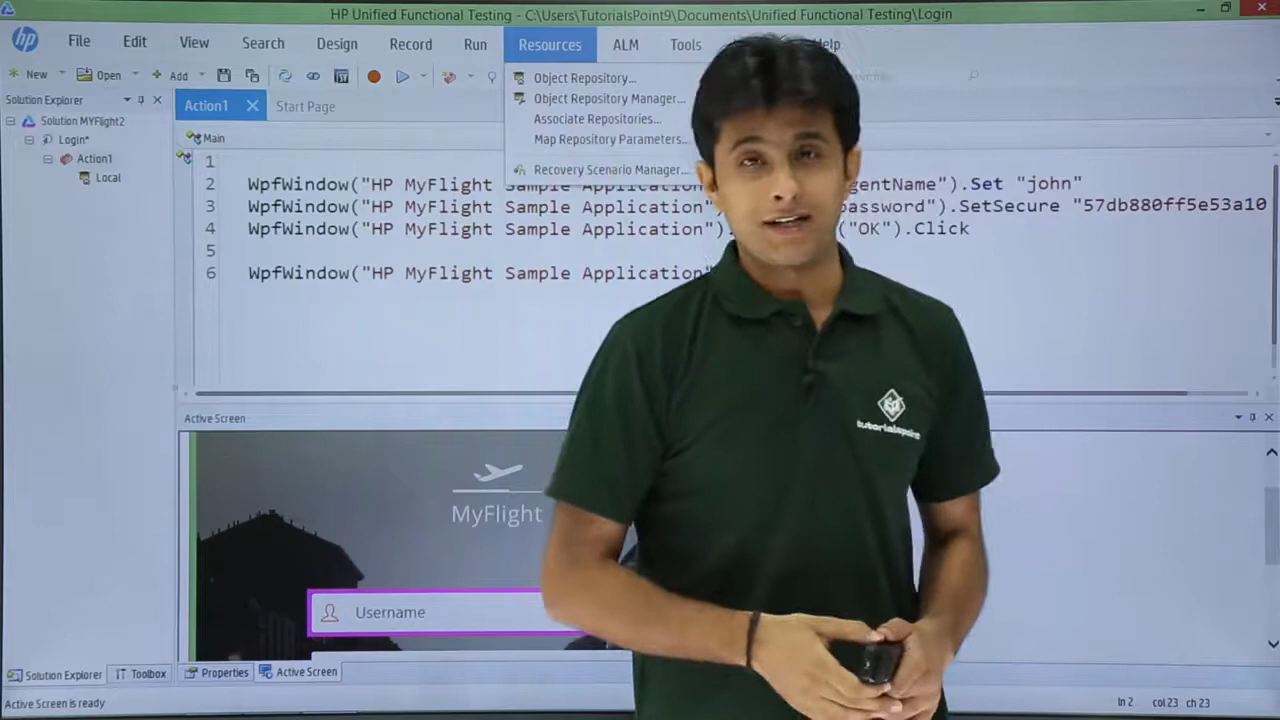 HP Unified Functional Testing - C:\Users\TutorialsPoint9\Documents\Unified Functional Testing\Login
hp
File Edit View Search Design Record Run Resources ALM Tools Help
New Open Add
Solution Explorer
Action1 Start Page
Object Repository...
Object Repository Manager...
Associate Repositories...
Map Repository Parameters...
Recovery Scenario Manager...
Solution MYFlight2
Login*
Action1
Local
Main
1
2 WpfWindow("HP MyFlight Sample Application gentName").Set "john"
3 WpfWindow("HP MyFlight Sample Application") password").SetSecure "57db880ff5e53a10
4 WpfWindow("HP MyFlight Sample Application"). ("OK").Click
5
6 WpfWindow("HP MyFlight Sample Application"
Active Screen
MyFlight
Username
tutorialspoint
Solution Explorer Toolbox Properties Active Screen
Active Screen is ready
ln 2 col 23 ch 23